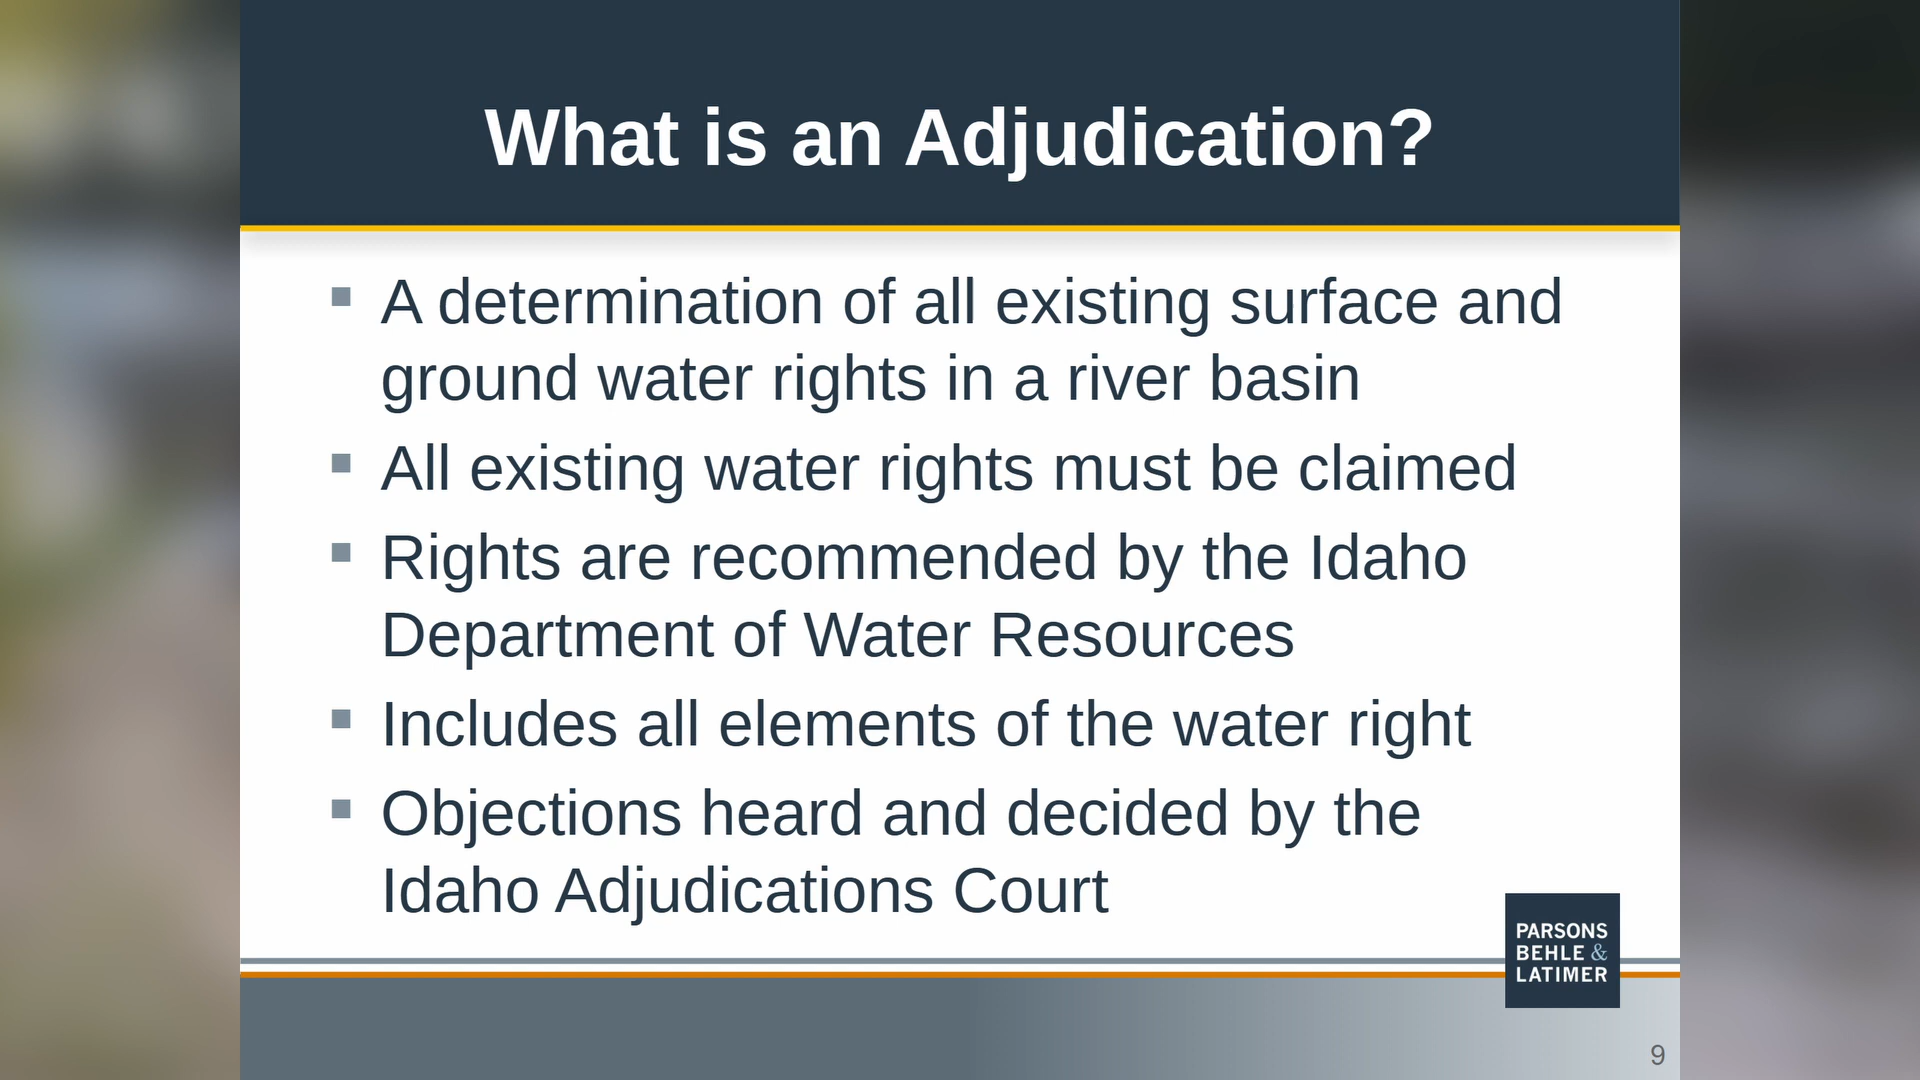 What is an Adjudication?
A determination of all existing surface and
ground water rights in a river basin
All existing water rights must be claimed
Rights are recommended by the Idaho
Department of Water Resources
Includes all elements of the water right
Objections heard and decided by the
Idaho Adjudications Court
PARSONS
BEHLE &
LATIMER
9